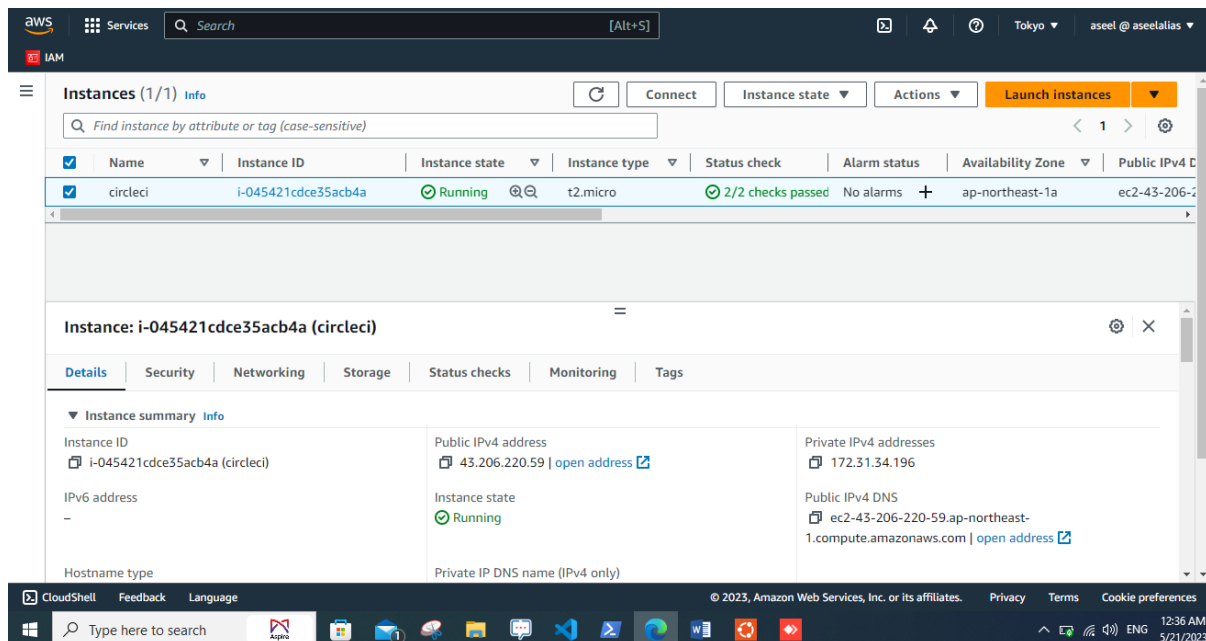 aws Services Search [Alt+S] Tokyo ▼ aseel @ aseelalias ▼
IAM
Instances (1/1) Info Connect Instance state ▼ Actions ▼ Launch instances ▼
Find instance by attribute or tag (case-sensitive) 1
Name Instance ID Instance state Instance type Status check Alarm status Availability Zone Public IPv4 D
circleci i-045421cdce35acb4a Running t2.micro 2/2 checks passed No alarms + ap-northeast-1a ec2-43-206-2
Instance: i-045421cdce35acb4a (circleci)
Details Security Networking Storage Status checks Monitoring Tags
▼ Instance summary Info
Instance ID Public IPv4 address Private IPv4 addresses
i-045421cdce35acb4a (circleci) 43.206.220.59 | open address 172.31.34.196
IPv6 address Instance state Public IPv4 DNS
– Running ec2-43-206-220-59.ap-northeast-
1.compute.amazonaws.com | open address
Hostname type Private IP DNS name (IPv4 only)
CloudShell Feedback Language © 2023, Amazon Web Services, Inc. or its affiliates. Privacy Terms Cookie preferences
Type here to search Aspire 1 ENG 12:36 AM
5/21/2023